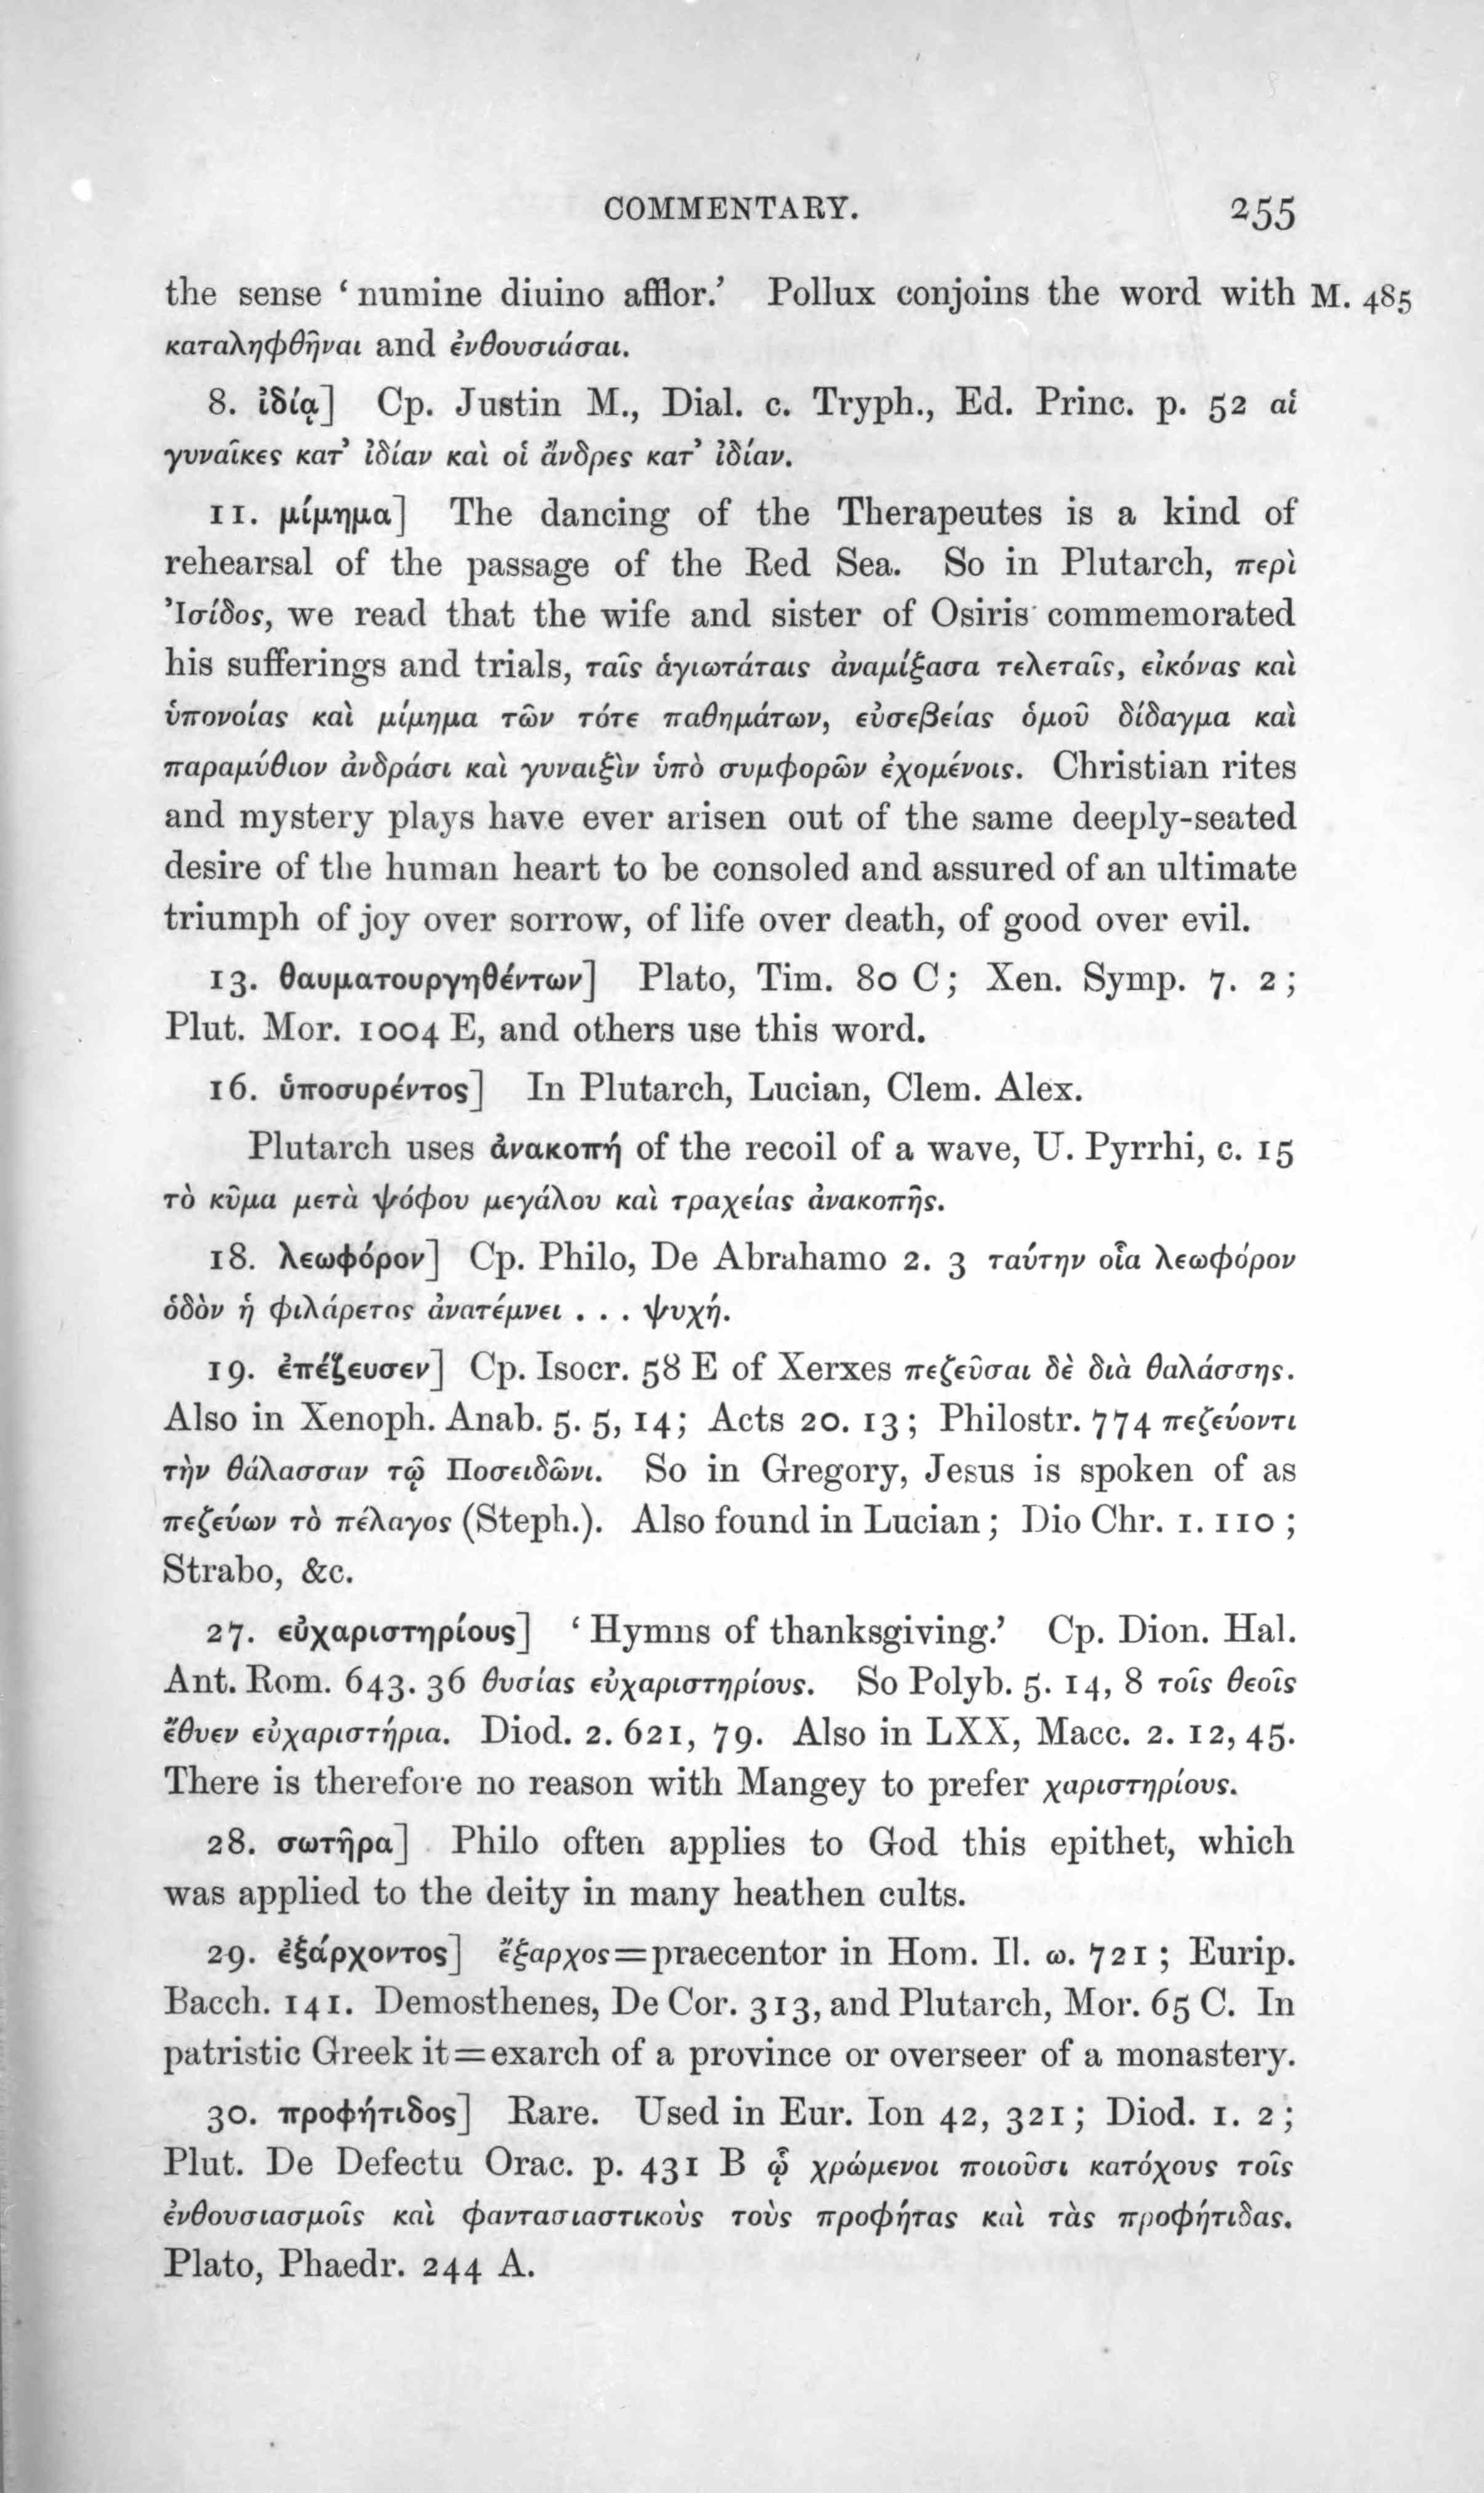 COMMENTARY. 255
the sense ‘numine diuino afflor.’ Pollux conjoins the word with M. 485
καταληφθῆναι and ἐνθουσιάσαι.
8. ἰδίᾳ] Cp. Justin M., Dial. c. Tryph., Ed. Princ. p. 52 αἱ
γυναῖκες κατ’ ἰδίαν καὶ οἱ ἄνδρες κατ’ ἰδίαν.
11. μίμημα] The dancing of the Therapeutes is a kind of
rehearsal of the passage of the Red Sea. So in Plutarch, περὶ
Ἰσίδος, we read that the wife and sister of Osiris commemorated
his sufferings and trials, ταῖς ἁγιωτάταις ἀναμίξασα τελεταῖς, εἰκόνας καὶ
ὑπονοίας καὶ μίμημα τῶν τότε παθημάτων, εὐσεβείας ὁμοῦ δίδαγμα καὶ
παραμύθιον ἀνδράσι καὶ γυναιξὶν ὑπὸ συμφορῶν ἐχομένοις. Christian rites
and mystery plays have ever arisen out of the same deeply-seated
desire of the human heart to be consoled and assured of an ultimate
triumph of joy over sorrow, of life over death, of good over evil.
13. θαυματουργηθέντων] Plato, Tim. 80 C; Xen. Symp. 7. 2;
Plut. Mor. 1004 E, and others use this word.
16. ὑποσυρέντος] In Plutarch, Lucian, Clem. Alex.
Plutarch uses ἀνακοπή of the recoil of a wave, U. Pyrrhi, c. 15
τὸ κῦμα μετὰ ψόφου μεγάλου καὶ τραχείας ἀνακοπῆς.
18. λεωφόρον] Cp. Philo, De Abrahamo 2. 3 ταύτην οἷα λεωφόρον
ὁδὸν ἡ φιλάρετος ἀνατέμνει . . . ψυχή.
19. ἐπέζευσεν] Cp. Isocr. 58 E of Xerxes πεζεῦσαι δὲ διὰ θαλάσσης.
Also in Xenoph. Anab. 5. 5, 14; Acts 20. 13; Philostr. 774 πεζεύοντι
τὴν θάλασσαν τῷ Ποσειδῶνι. So in Gregory, Jesus is spoken of as
πεζεύων τὸ πέλαγος (Steph.). Also found in Lucian; Dio Chr. 1. 110;
Strabo, &c.
27. εὐχαριστηρίους] ‘Hymns of thanksgiving.’ Cp. Dion. Hal.
Ant. Rom. 643. 36 θυσίας εὐχαριστηρίους. So Polyb. 5. 14, 8 τοῖς θεοῖς
ἔθυεν εὐχαριστήρια. Diod. 2. 621, 79. Also in LXX, Macc. 2. 12, 45.
There is therefore no reason with Mangey to prefer χαριστηρίους.
28. σωτῆρα] Philo often applies to God this epithet, which
was applied to the deity in many heathen cults.
29. ἐξάρχοντος] ἔξαρχος=praecentor in Hom. Il. ω. 721; Eurip.
Bacch. 141. Demosthenes, De Cor. 313, and Plutarch, Mor. 65 C. In
patristic Greek it=exarch of a province or overseer of a monastery.
30. προφήτιδος] Rare. Used in Eur. Ion 42, 321; Diod. 1. 2;
Plut. De Defectu Orac. p. 431 B ᾧ χρώμενοι ποιοῦσι κατόχους τοῖς
ἐνθουσιασμοῖς καὶ φαντασιαστικοὺς τοὺς προφήτας καὶ τὰς προφήτιδας.
Plato, Phaedr. 244 A.